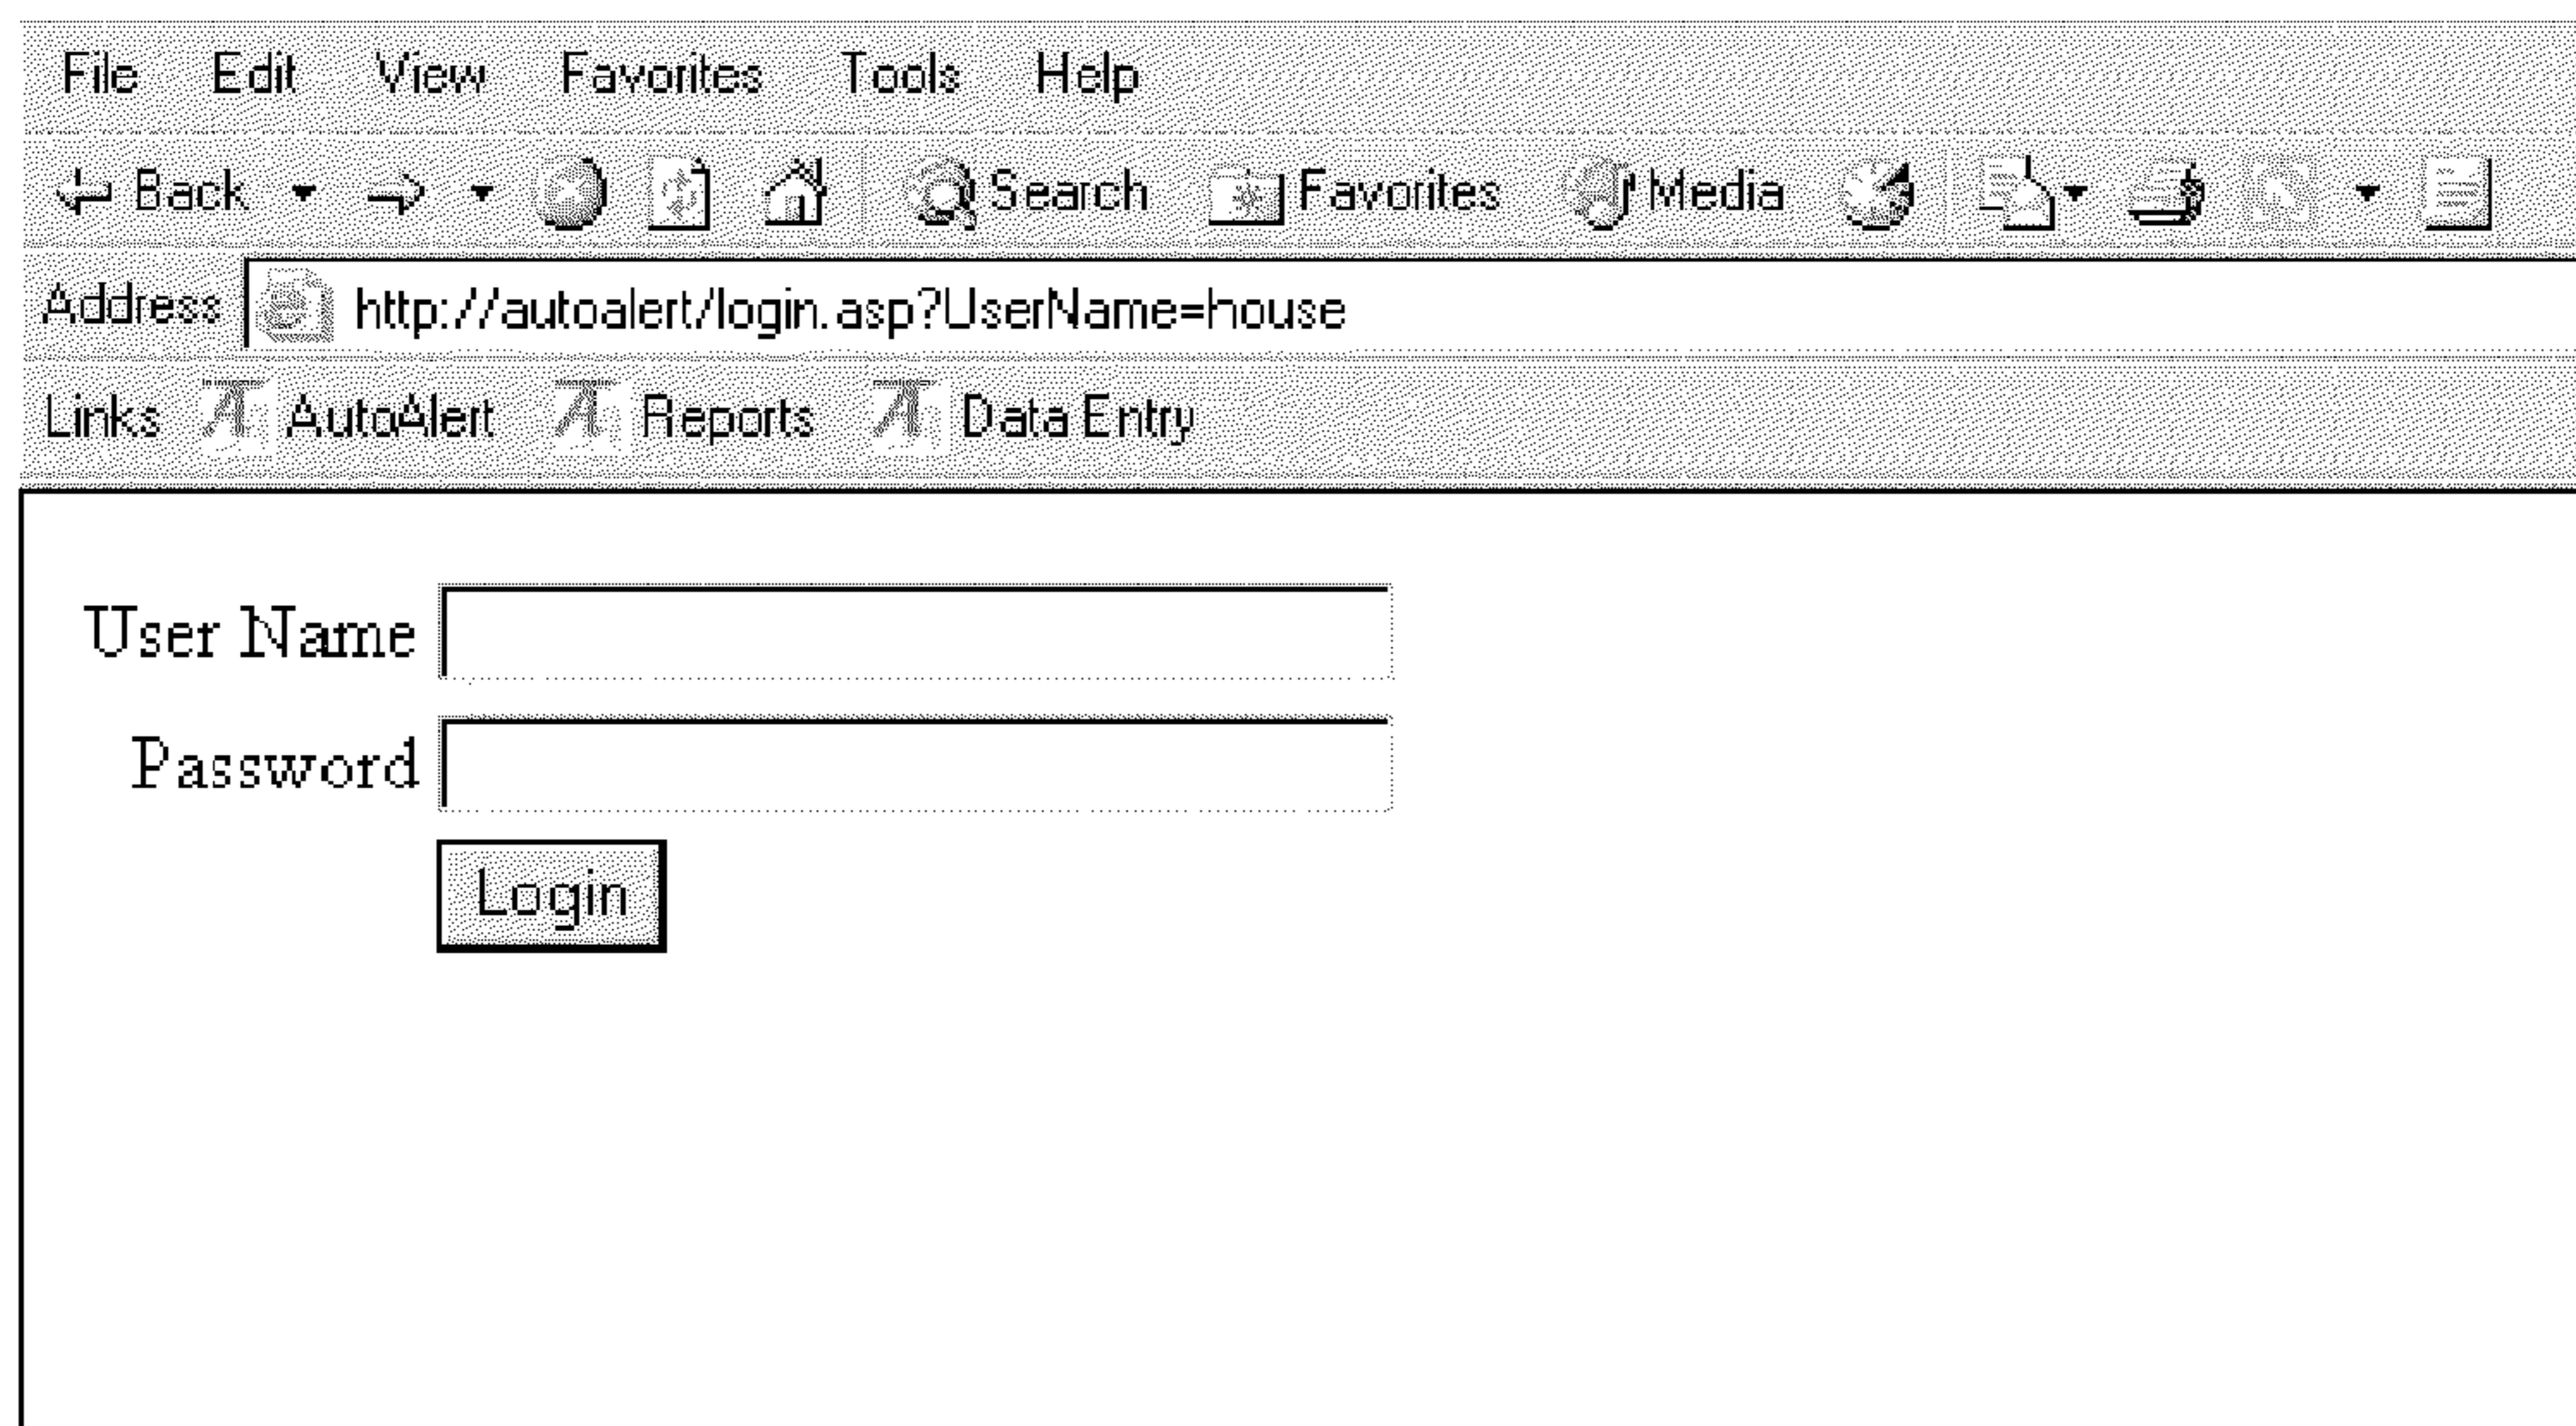 File Edit View Favorites Tools Help
Back Search Favorites Media
Address http://autoalert/login.asp?UserName=house
Links AutoAlert Reports Data Entry
User Name
Password
Login